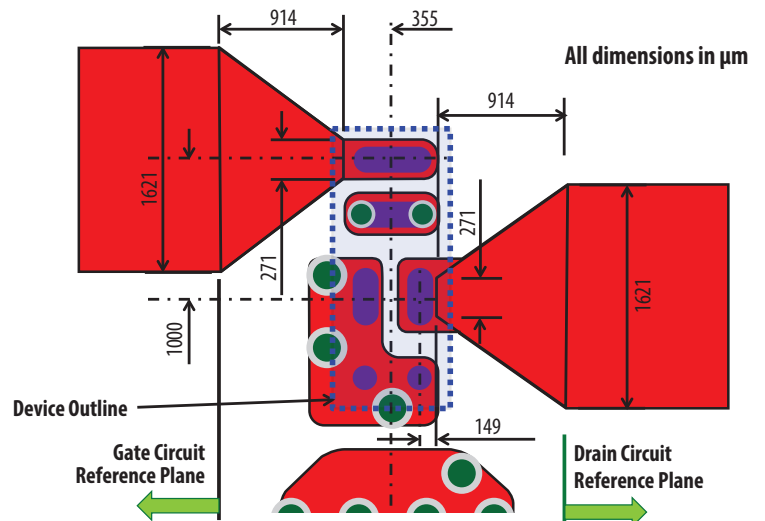 914
355
All dimensions in µm
914
1621
271
271
1621
1000
Device Outline
149
Gate Circuit
Reference Plane
Drain Circuit
Reference Plane